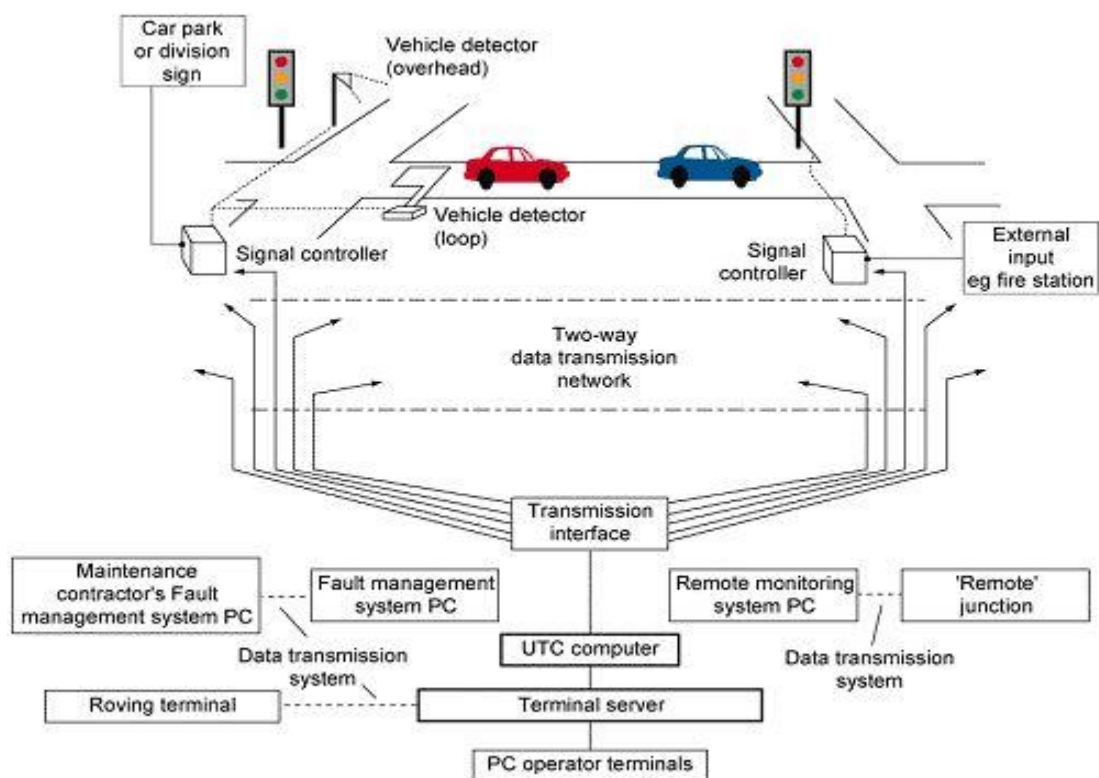 Car park
or division
sign
Vehicle detector
(overhead)
Vehicle detector
(loop)
Signal controller
Signal
controller
External
input
eg fire station
Two-way
data transmission
network
Transmission
interface
Maintenance
contractor's Fault
management system PC
Fault management
system PC
Remote monitoring
system PC
'Remote'
junction
UTC computer
Data transmission
system
Data transmission
system
Roving terminal
Terminal server
PC operator terminals